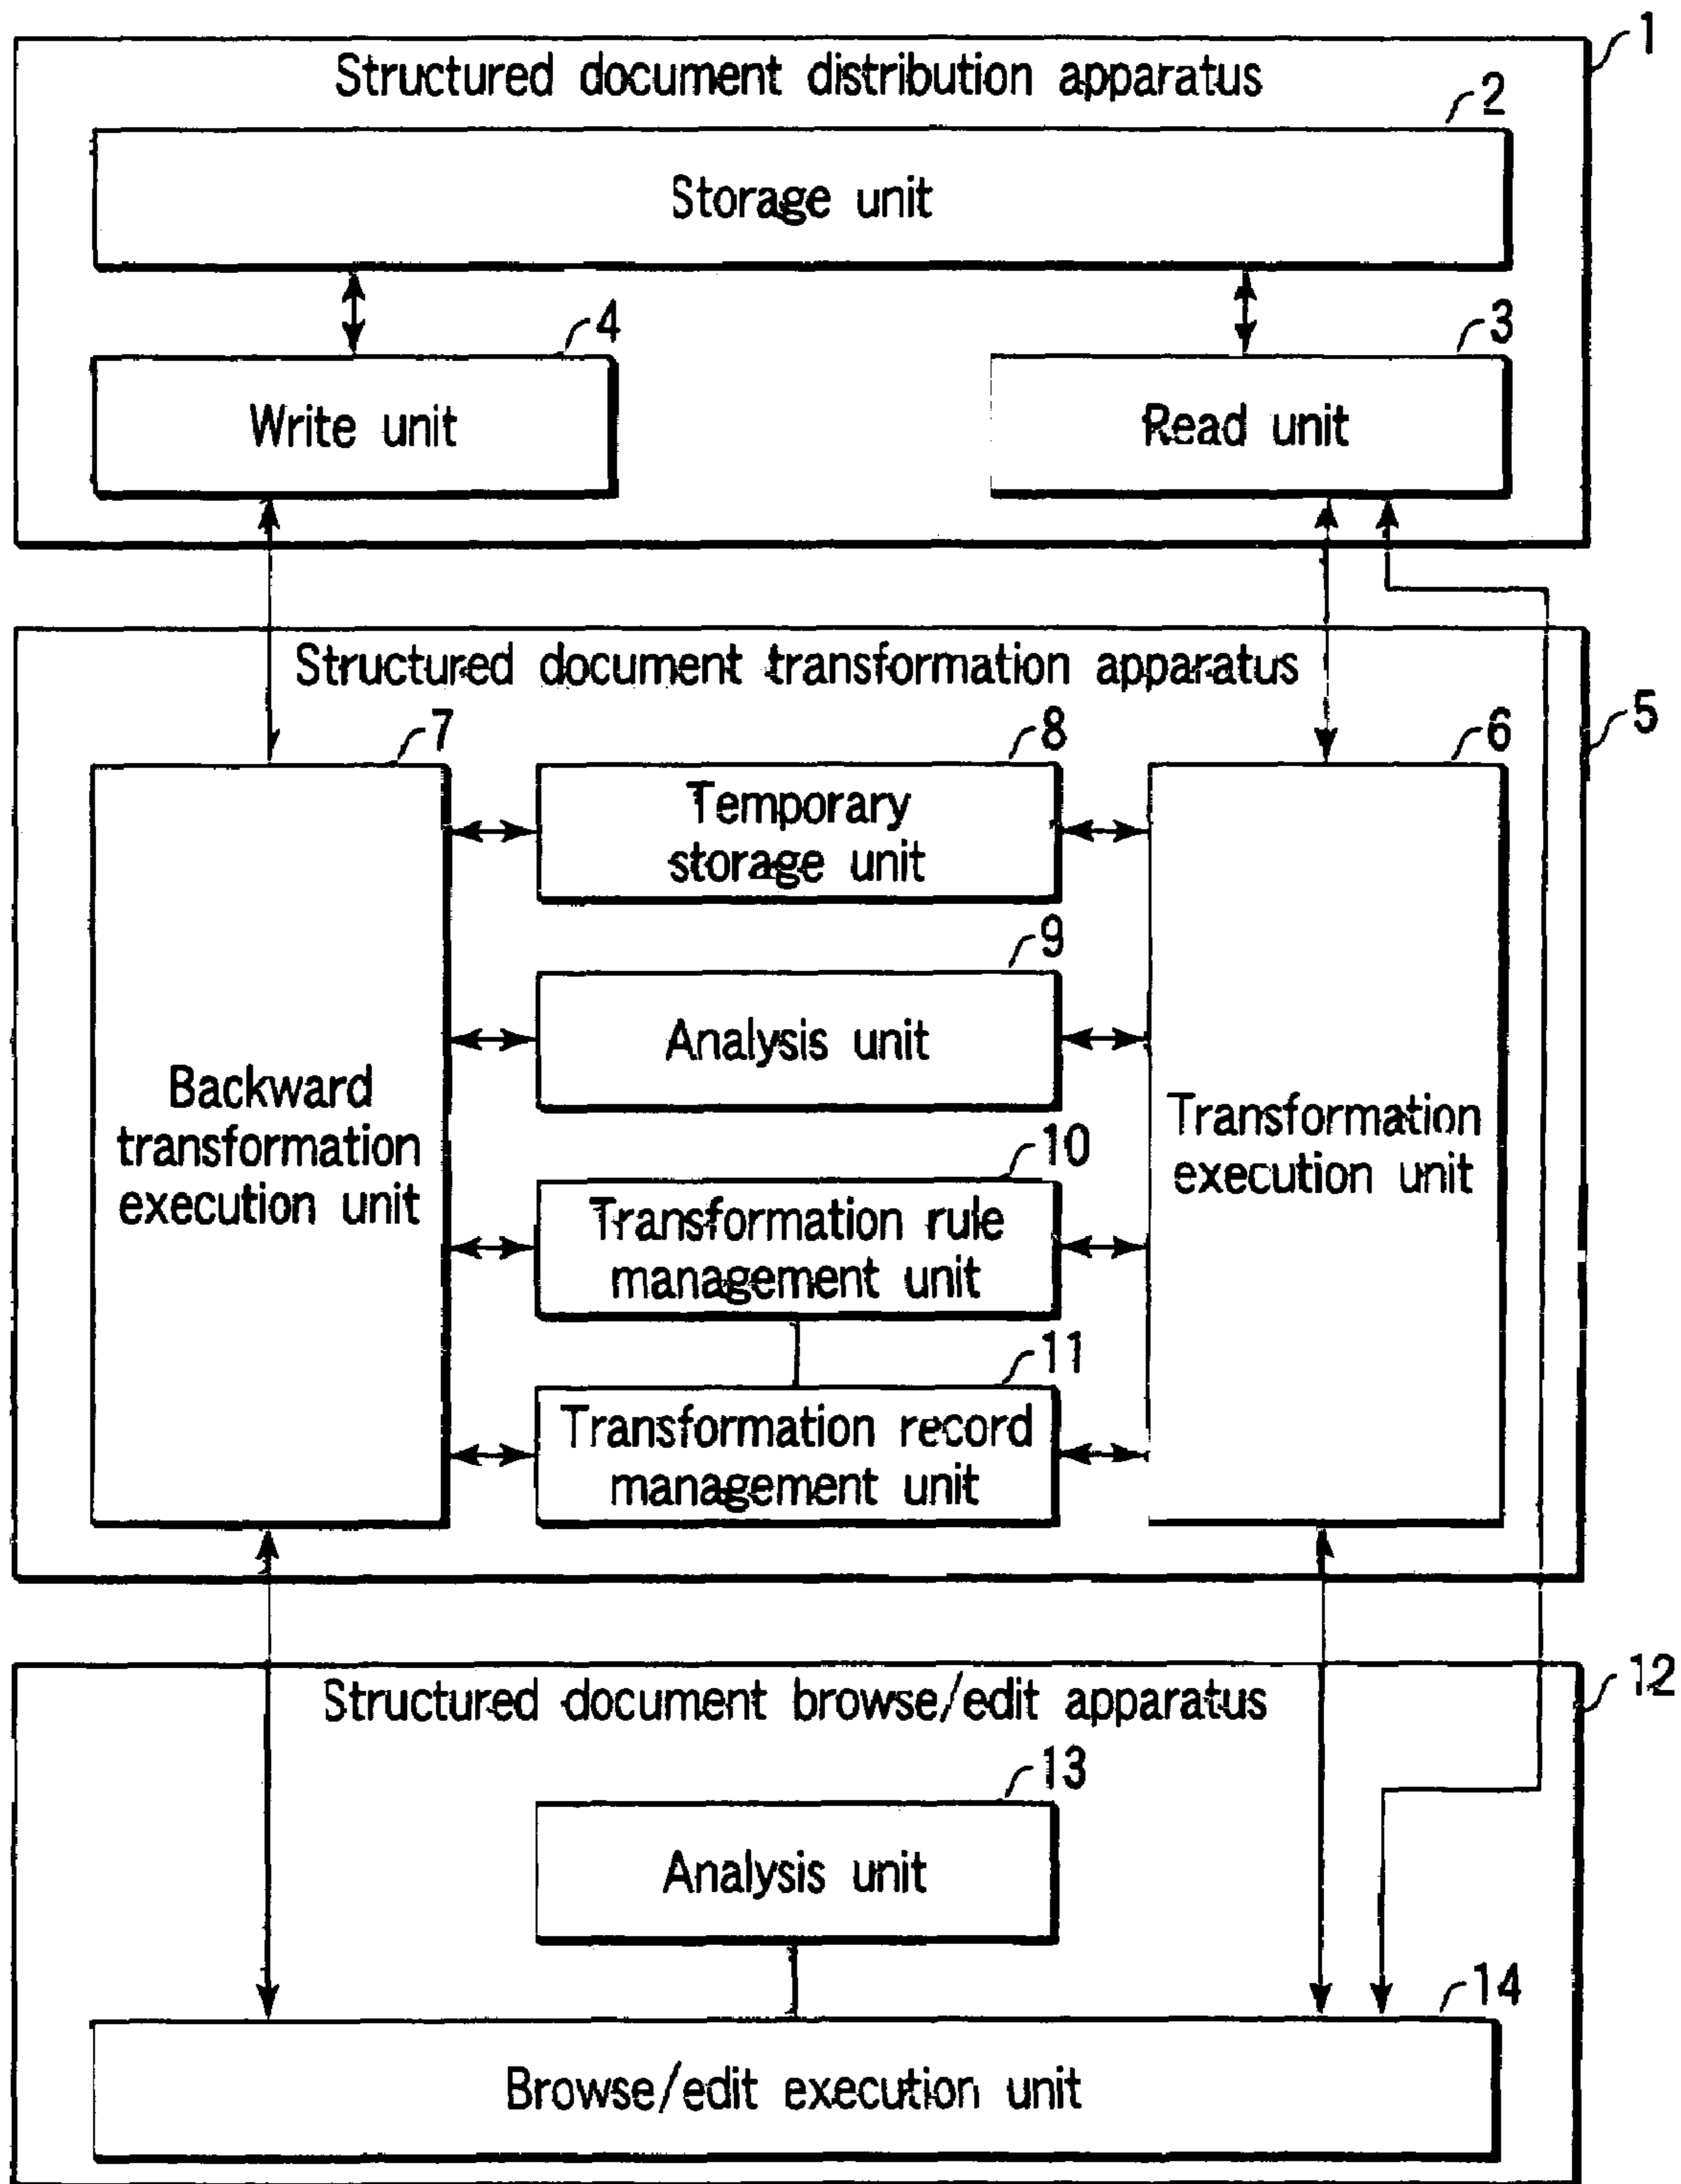 1
Structured document distribution apparatus
2
Storage unit
4
3
Write unit
Read unit
Structured document transformation apparatus
5
7
8
6
Temporary
storage unit
9
Analysis unit
Backward
transformation
execution unit
Transformation
execution unit
10
Transformation rule
management unit
11
Transformation record
management unit
12
Structured document browse/edit apparatus
13
Analysis unit
14
Browse/edit execution unit